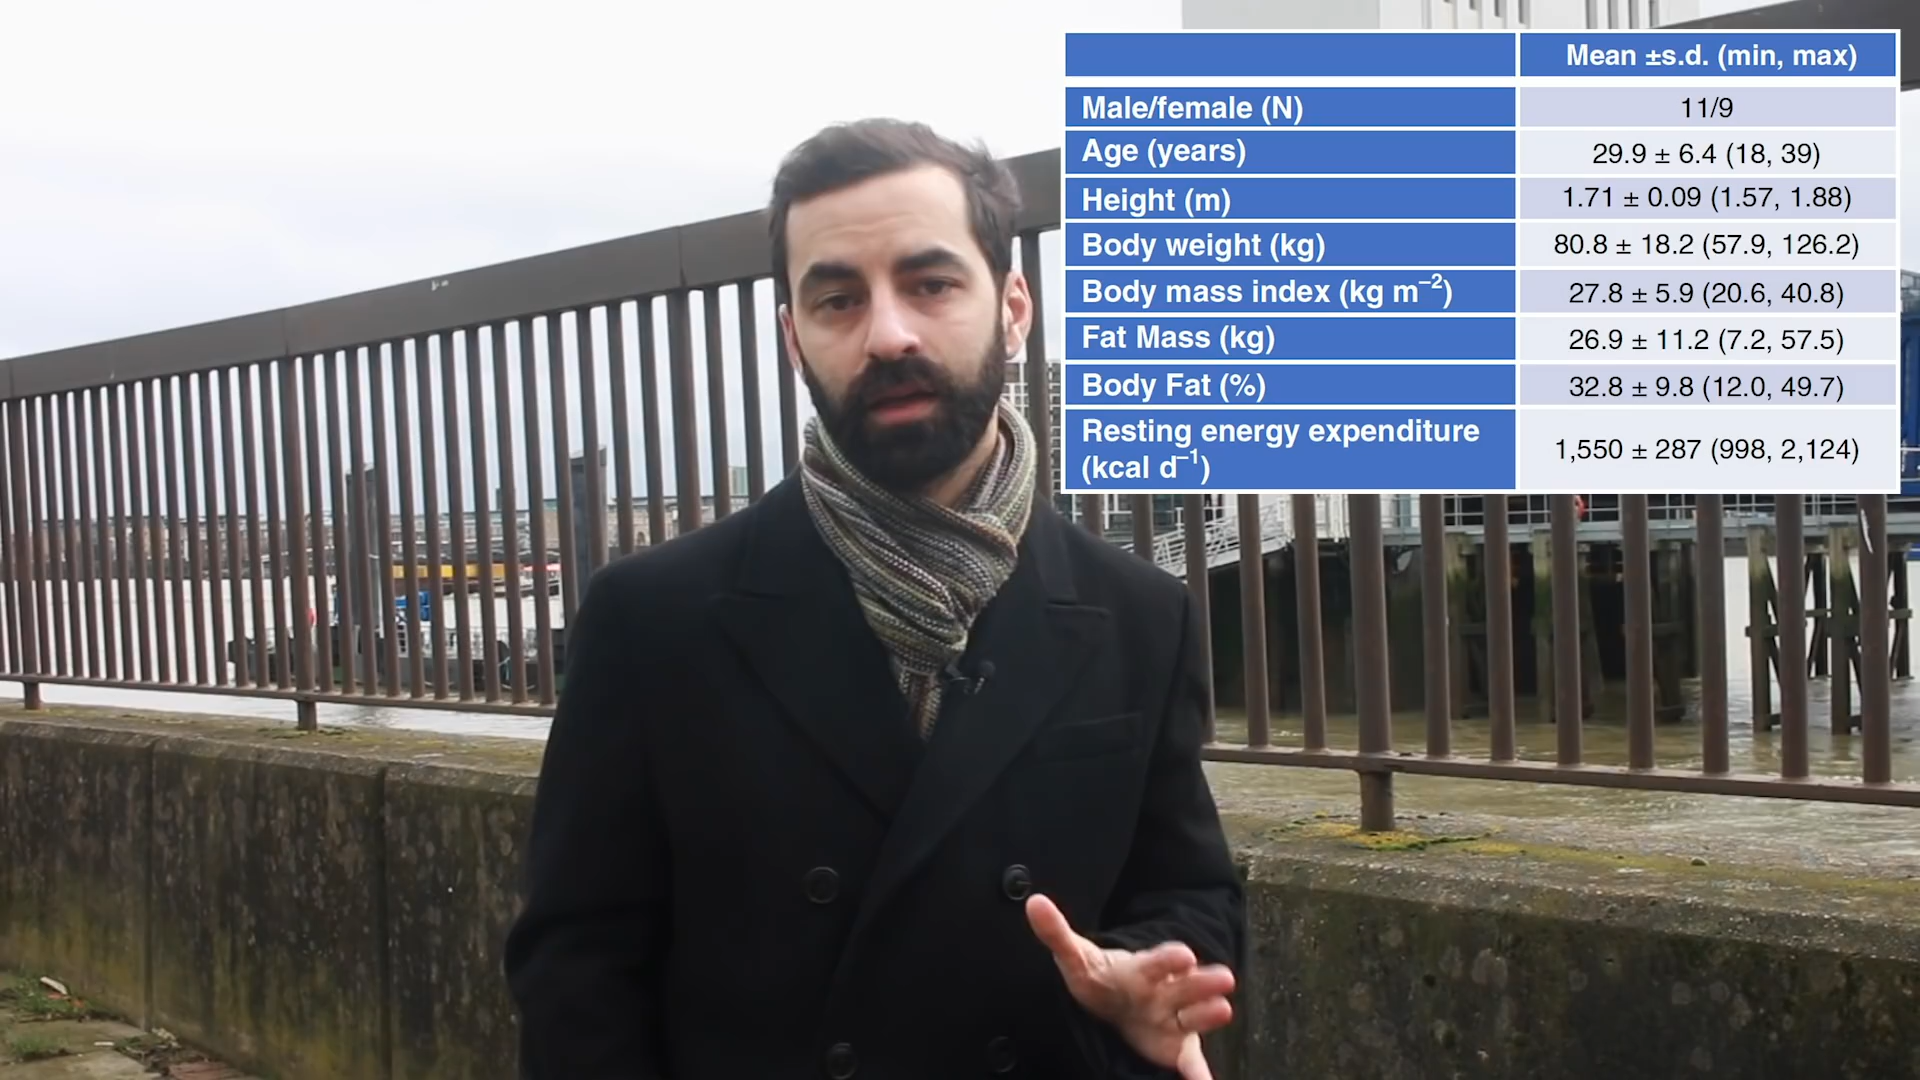 Mean ±s.d. (min, max)
Male/female (N) 11/9
Age (years) 29.9 ± 6.4 (18, 39)
Height (m) 1.71 ± 0.09 (1.57, 1.88)
Body weight (kg) 80.8 ± 18.2 (57.9, 126.2)
Body mass index (kg m⁻²) 27.8 ± 5.9 (20.6, 40.8)
Fat Mass (kg) 26.9 ± 11.2 (7.2, 57.5)
Body Fat (%) 32.8 ± 9.8 (12.0, 49.7)
Resting energy expenditure
(kcal d⁻¹) 1,550 ± 287 (998, 2,124)